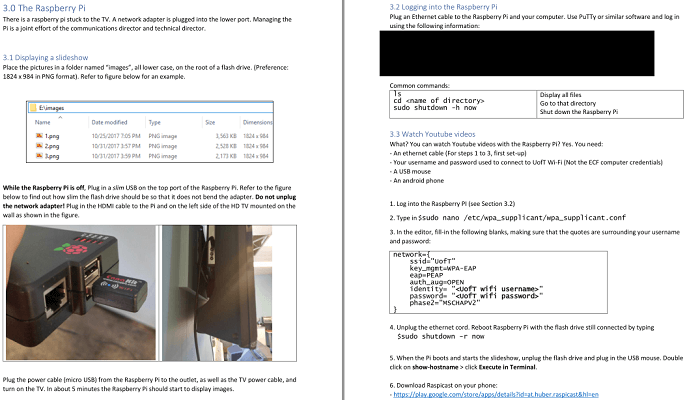 3.0 The Raspberry Pi
There is a raspberry pi stuck to the TV. A network adapter is plugged into the lower port. Managing the
Pi is a joint effort of the communications director and technical director.
3.1 Displaying a slideshow
Place the pictures in a folder named "images", all lower case, on the root of a flash drive. (Preference:
1824 x 984 in PNG format). Refer to figure below for an example.
E:\images
Name Date modified Type Size Dimensions
1.png 10/25/2017 7:05 PM PNG image 3,563 KB 1824 x 984
2.png 10/31/2017 3:57 PM PNG image 2,528 KB 1824 x 984
3.png 10/31/2017 3:59 PM PNG image 2,173 KB 1824 x 984
While the Raspberry Pi is off, Plug in a slim USB on the top port of the Raspberry Pi. Refer to the figure
below to find out how slim the flash drive should be so that it does not bend the adapter. Do not unplug
the network adapter! Plug in the HDMI cable to the Pi and on the left side of the HD TV mounted on the
wall as shown in the figure.
Plug the power cable (micro USB) from the Raspberry Pi to the outlet, as well as the TV power cable, and
turn on the TV. In about 5 minutes the Raspberry Pi should start to display images.
3.2 Logging into the Raspberry Pi
Plug an Ethernet cable to the Raspberry Pi and your computer. Use PuTTy or similar software and log in
using the following information:
Common commands:
ls Display all files
cd <name of directory> Go to that directory
sudo shutdown -h now Shut down the Raspberry Pi
3.3 Watch Youtube videos
What? You can watch Youtube videos with the Raspberry Pi? Yes. You need:
- An ethernet cable (For steps 1 to 3, first set-up)
- Your username and password used to connect to UofT Wi-Fi (Not the ECF computer credentials)
- A USB mouse
- An android phone
1. Log into the Raspberry PI (see Section 3.2)
2. Type in $sudo nano /etc/wpa_supplicant/wpa_supplicant.conf
3. In the editor, fill-in the following blanks, making sure that the quotes are surrounding your username
and password:
network={
ssid="UofT"
key_mgmt=WPA-EAP
eap=PEAP
auth_aug=OPEN
identity= "<UofT wifi username>"
password= "<UofT wifi password>"
phase2="MSCHAPV2"
}
4. Unplug the ethernet cord. Reboot Raspberry Pi with the flash drive still connected by typing
$sudo shutdown -r now
5. When the Pi boots and starts the slideshow, unplug the flash drive and plug in the USB mouse. Double
click on show-hostname > click Execute in Terminal.
6. Download Raspicast on your phone:
- https://play.google.com/store/apps/details?id=at.huber.raspicast&hl=en